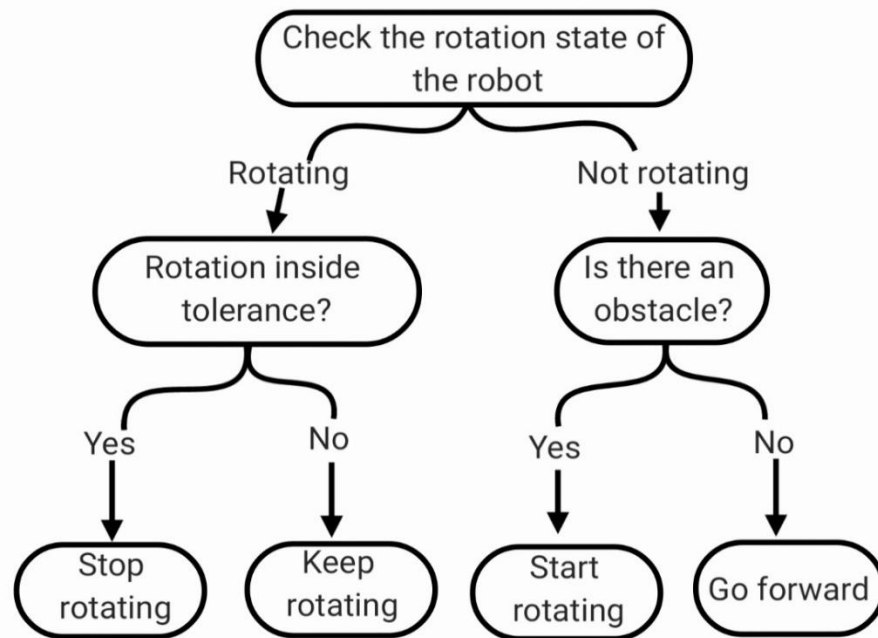 Check the rotation state of
the robot
Rotating
Not rotating
Rotation inside
tolerance?
Is there an
obstacle?
Yes
No
Yes
No
Stop
rotating
Keep
rotating
Start
rotating
Go forward